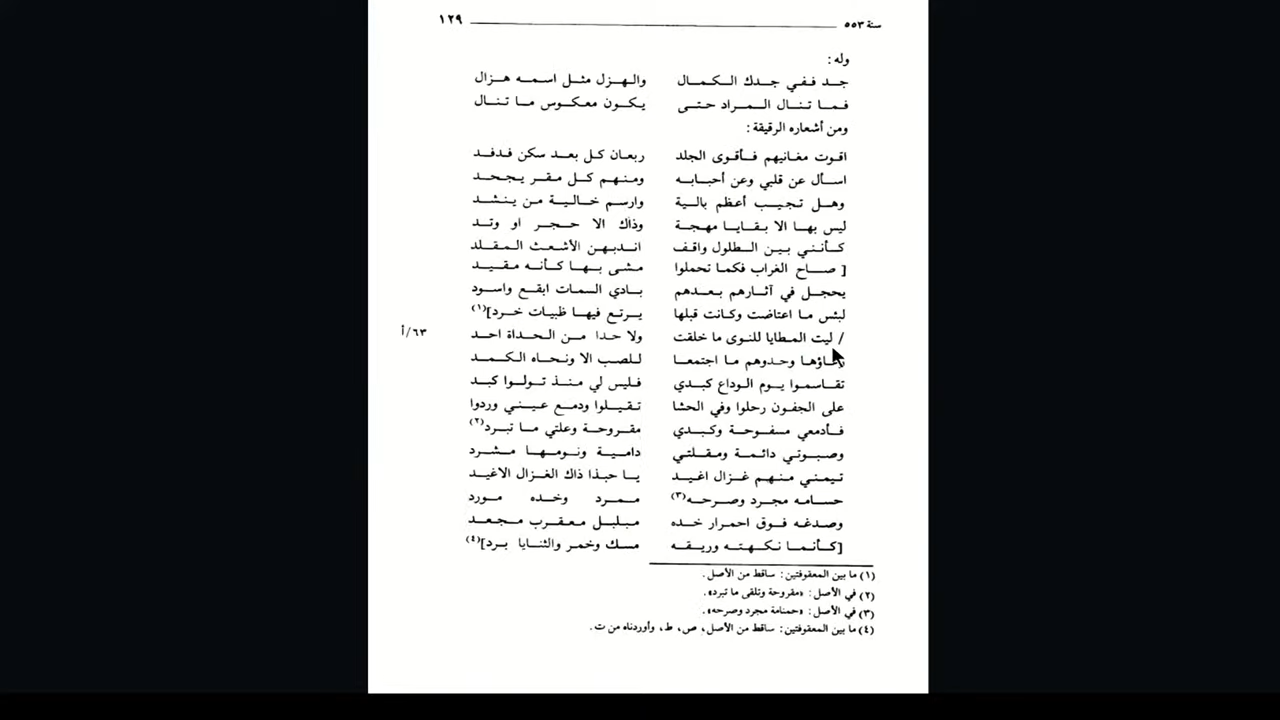 سنة ٥٥٣ ١٢٩
وله :
جد ففي جدك الكمال والهزل مثل اسمه هزال
فما تنال المراد حتى يكون معكوس ما تنال
ومن أشعاره الرقيقة :
اقوت مغانيهم فأقوى الجلد ربعان كل بعد سكن فدفد
اسأل عن قلبي وعن أحبابه ومنهم كل مقر يجحد
وهل تجيب أعظم بالية وارسم خالية من ينشد
ليس بها الا بقايا مهجة وذاك الا حجر او وتد
كأنني بين الطلول واقف اندبهن الأشعث المقلد
[ صاح الغراب فكما تحملوا مشى بها كأنه مقيد
يحجل في آثارهم بعدهم بادي السمات ابقع واسود
لبئس ما اعتاضت وكانت قبلها يرتع فيها ظبيات خرد](١)
/ ليت المطايا للنوى ما خلقت ولا حدا من الحداة احد ٦٣/أ
وحدوهم ما اجتمعا للصب الا ونحاه الكمد
تقاسموا يوم الوداع كبدي فليس لي منذ تولوا كبد
على الجفون رحلوا وفي الحشا تقيلوا ودمع عيني وردوا
فأدمعي مسفوحة وكبدي مقروحة وعلتي ما تبرد(٢)
وصبوتي دائمة ومقلتي دامية ونومها مشرد
تيمني منهم غزال اغيد يا حبذا ذاك الغزال الاغيد
حسامه مجرد وصرحه(٣) ممرد وخده مورد
وصدغه فوق احمرار خده مبلبل معقرب مجعد
[كأنما نكهته وريقه مسك وخمر والثنايا برد](٤)
(١) ما بين المعقوفتين: ساقط من الأصل.
(٢) في الأصل: «مقروحة وتلقى ما تبرد».
(٣) في الأصل: «حمنامة مجرد وصرحه».
(٤) ما بين المعقوفتين: ساقط من الأصل، ص، ط، وأوردناه من ت.